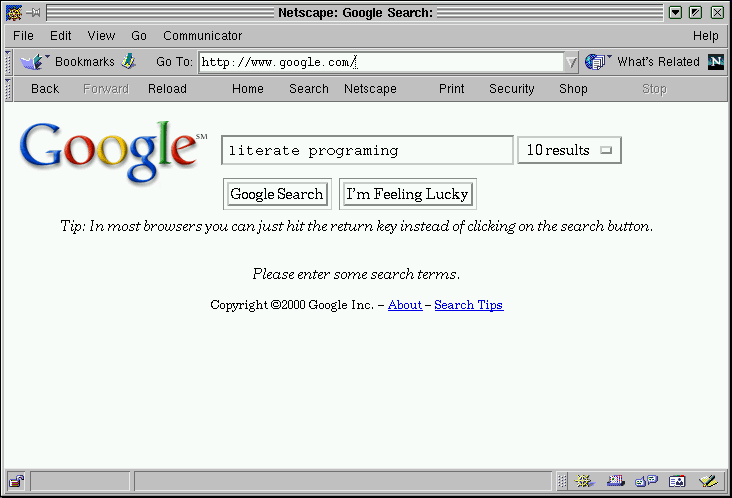 Netscape: Google Search:
File Edit View Go Communicator Help
Bookmarks Go To: http://www.google.com/ What's Related N
Back Forward Reload Home Search Netscape Print Security Shop Stop
Google SM literate programing 10 results
Google Search I'm Feeling Lucky
Tip: In most browsers you can just hit the return key instead of clicking on the search button.
Please enter some search terms.
Copyright ©2000 Google Inc. – About – Search Tips